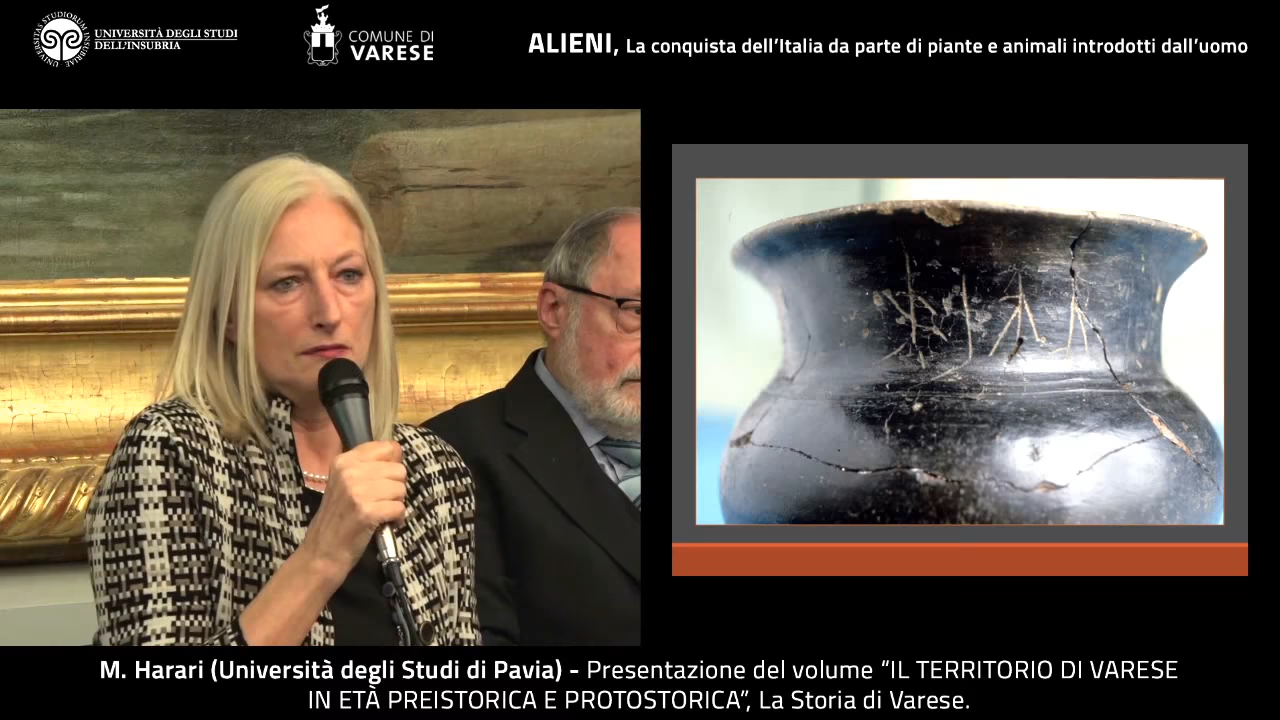 UNIVERSITÀ DEGLI STUDI
DELL'INSUBRIA
COMUNE DI
VARESE
ALIENI, La conquista dell'Italia da parte di piante e animali introdotti dall'uomo
M. Harari (Università degli Studi di Pavia) - Presentazione del volume “IL TERRITORIO DI VARESE
IN ETÀ PREISTORICA E PROTOSTORICA”, La Storia di Varese.